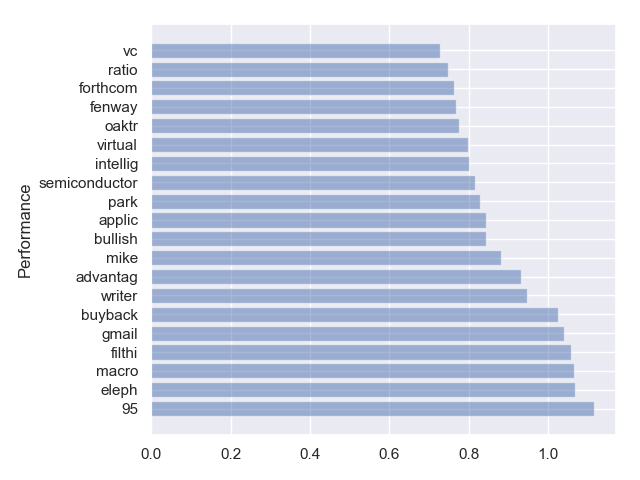 vc
ratio
forthcom
fenway
oaktr
virtual
intellig
semiconductor
park
applic
bullish
mike
advantag
writer
buyback
gmail
filthi
macro
eleph
95
Performance
0.0 0.2 0.4 0.6 0.8 1.0